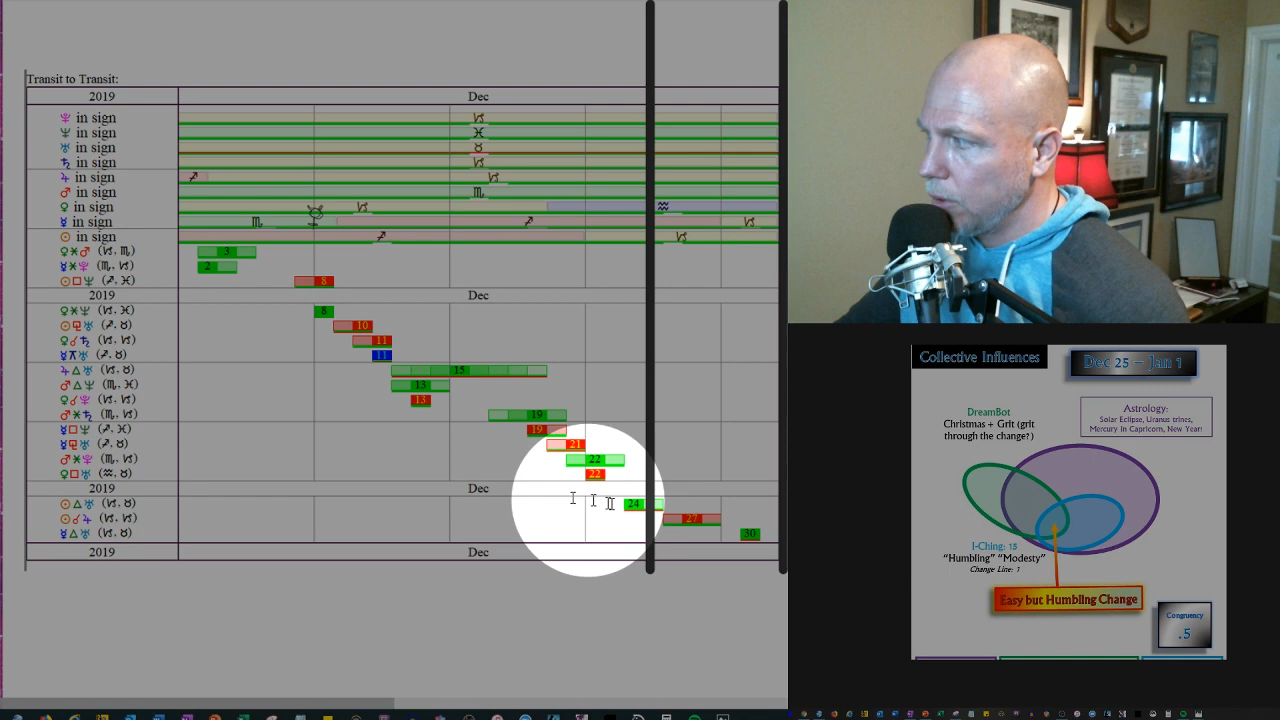 Transit to Transit:
2019 Dec
♇ in sign ♑
♆ in sign ♓
♅ in sign ♉
♄ in sign ♑
♃ in sign ♐ ♑
♂ in sign ♏
♀ in sign ♑ ♒
☿ in sign ♏ ♐ ♑
☉ in sign ♐ ♑
♀⚹♂ (♑, ♏) 3
☿⚹♇ (♏, ♑) 2
☉□♆ (♐, ♓) 8
2019 Dec
♀⚹♆ (♑, ♓) 8
☉⚼♅ (♐, ♉) 10
♀☌♄ (♑, ♑) 11
☿⚻♅ (♐, ♉) 11
♃△♅ (♑, ♉) 15
♂△♆ (♏, ♓) 13
♀☌♇ (♑, ♑) 13
♂⚹♄ (♏, ♑) 19
☿□♆ (♐, ♓) 19
☿⚼♅ (♐, ♉) 21
♂⚹♇ (♏, ♑) 22
♀□♅ (♒, ♉) 22
2019 Dec
☉△♅ (♑, ♉) 24
☉☌♃ (♑, ♑) 27
☿△♅ (♑, ♉) 30
2019 Dec
Collective Influences
Dec 25 – Jan 1
DreamBot
Christmas + Grit (grit
through the change?)
Astrology:
Solar Eclipse, Uranus trines,
Mercury in Capricorn, New Year!
I-Ching: 15
"Humbling" "Modesty"
Change Line: 1
Easy but Humbling Change
Congruency
.5